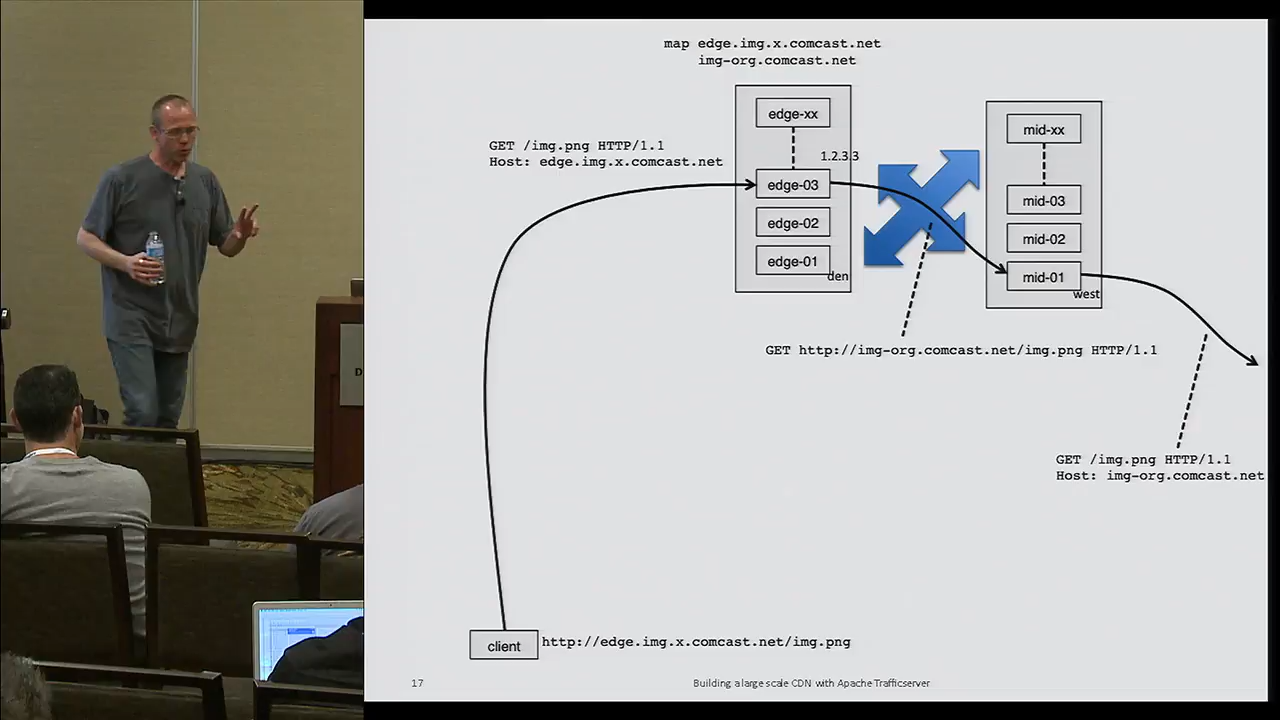 map edge.img.x.comcast.net
img-org.comcast.net
edge-xx
mid-xx
GET /img.png HTTP/1.1
Host: edge.img.x.comcast.net
1.2.3.3
edge-03
mid-03
edge-02
mid-02
edge-01
den
mid-01
west
GET http://img-org.comcast.net/img.png HTTP/1.1
GET /img.png HTTP/1.1
Host: img-org.comcast.net
client
http://edge.img.x.comcast.net/img.png
17
Building a large scale CDN with Apache Trafficserver
D